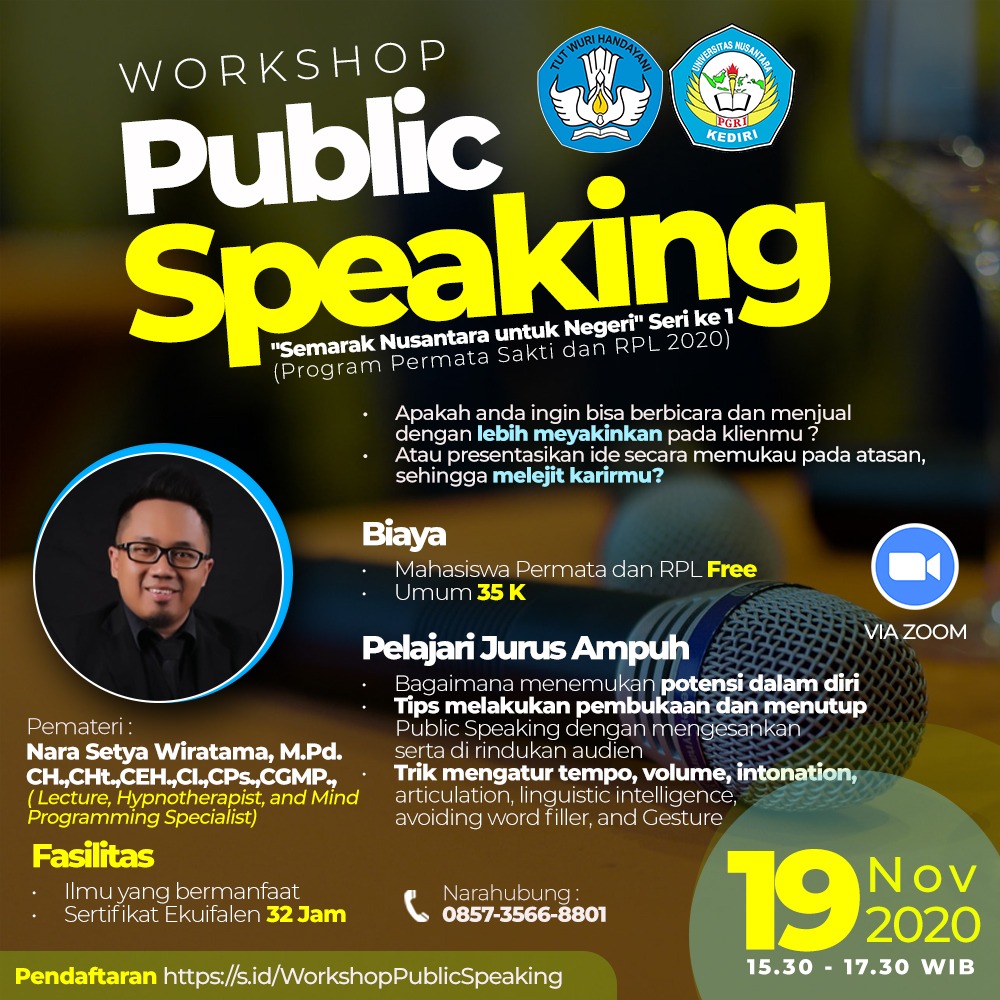 WORKSHOP
Public
Speaking
"Semarak Nusantara untuk Negeri" Seri ke 1
(Program Permata Sakti dan RPL 2020)
TUT WURI HANDAYANI
UNIVERSITAS NUSANTARA
PGRI
KEDIRI
• Apakah anda ingin bisa berbicara dan menjual
dengan lebih meyakinkan pada klienmu ?
• Atau presentasikan ide secara memukau pada atasan,
sehingga melejit karirmu?
Biaya
• Mahasiswa Permata dan RPL Free
• Umum 35 K
VIA ZOOM
Pelajari Jurus Ampuh
• Bagaimana menemukan potensi dalam diri
• Tips melakukan pembukaan dan menutup
Public Speaking dengan mengesankan
serta di rindukan audien
• Trik mengatur tempo, volume, intonation,
articulation, linguistic intelligence,
avoiding word filler, and Gesture
Pemateri :
Nara Setya Wiratama, M.Pd.
CH.,CHt.,CEH.,CI.,CPs.,CGMP.,
( Lecture, Hypnotherapist, and Mind
Programming Specialist)
Fasilitas
• Ilmu yang bermanfaat
• Sertifikat Ekuifalen 32 Jam
Narahubung :
0857-3566-8801
19 Nov
2020
15.30 - 17.30 WIB
Pendaftaran https://s.id/WorkshopPublicSpeaking